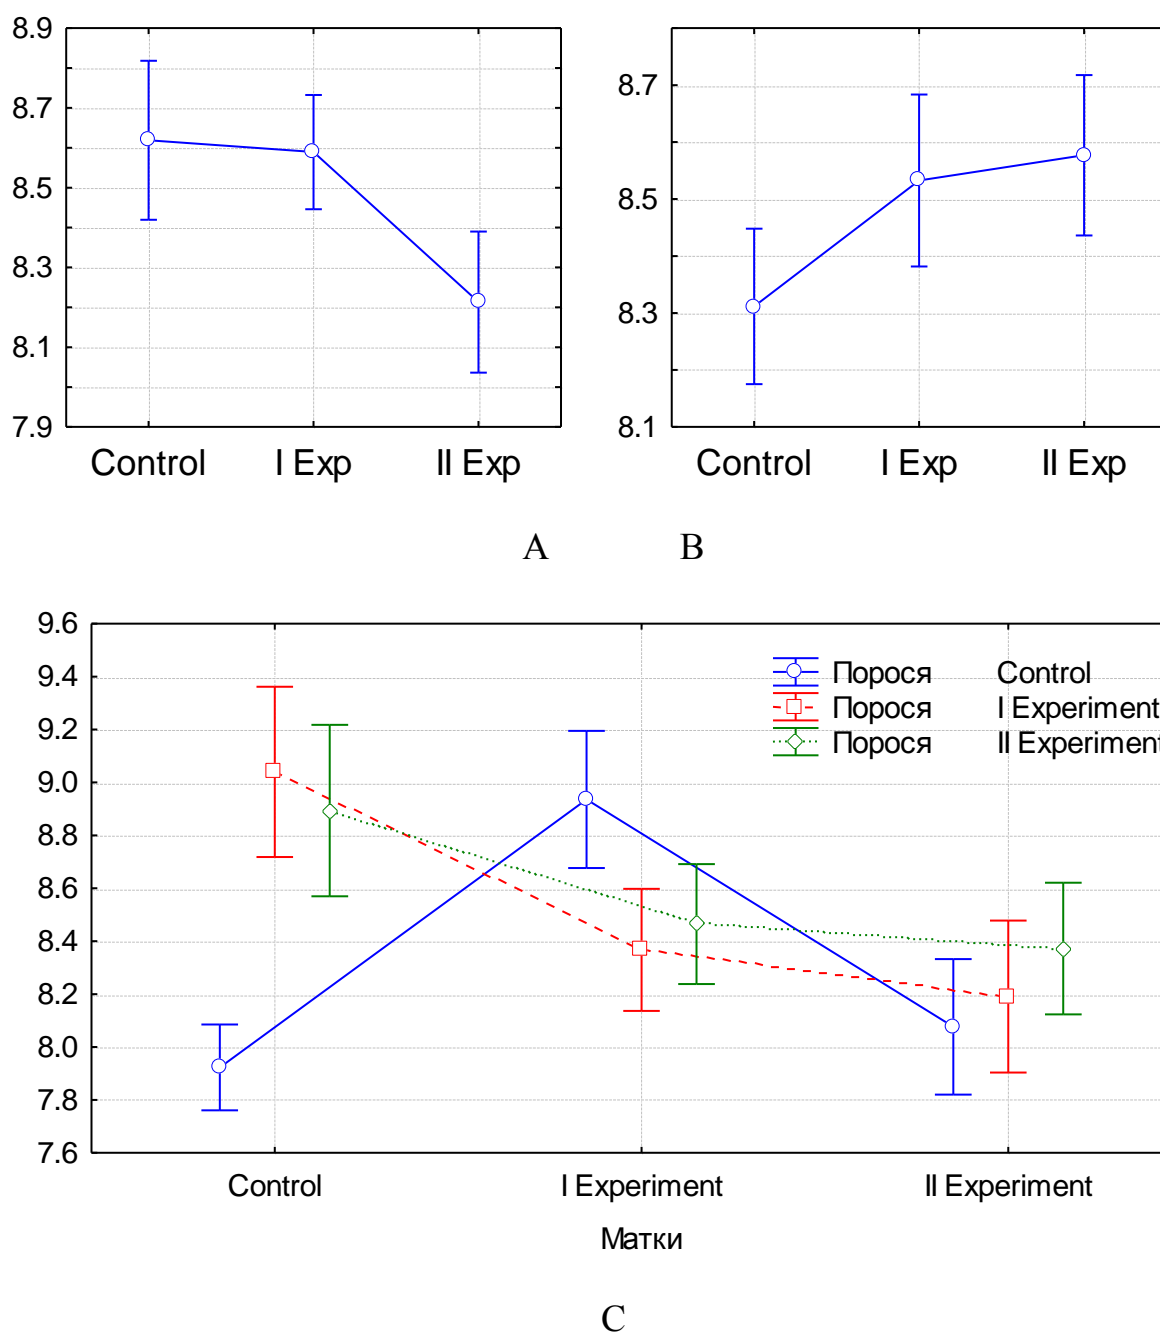 8.9
8.7
8.5
8.3
8.1
7.9
Control I Exp II Exp
8.7
8.5
8.3
8.1
Control I Exp II Exp
A B
9.6
9.4
9.2
9.0
8.8
8.6
8.4
8.2
8.0
7.8
7.6
Порося Control
Порося I Experiment
Порося II Experiment
Control I Experiment II Experiment
Матки
C